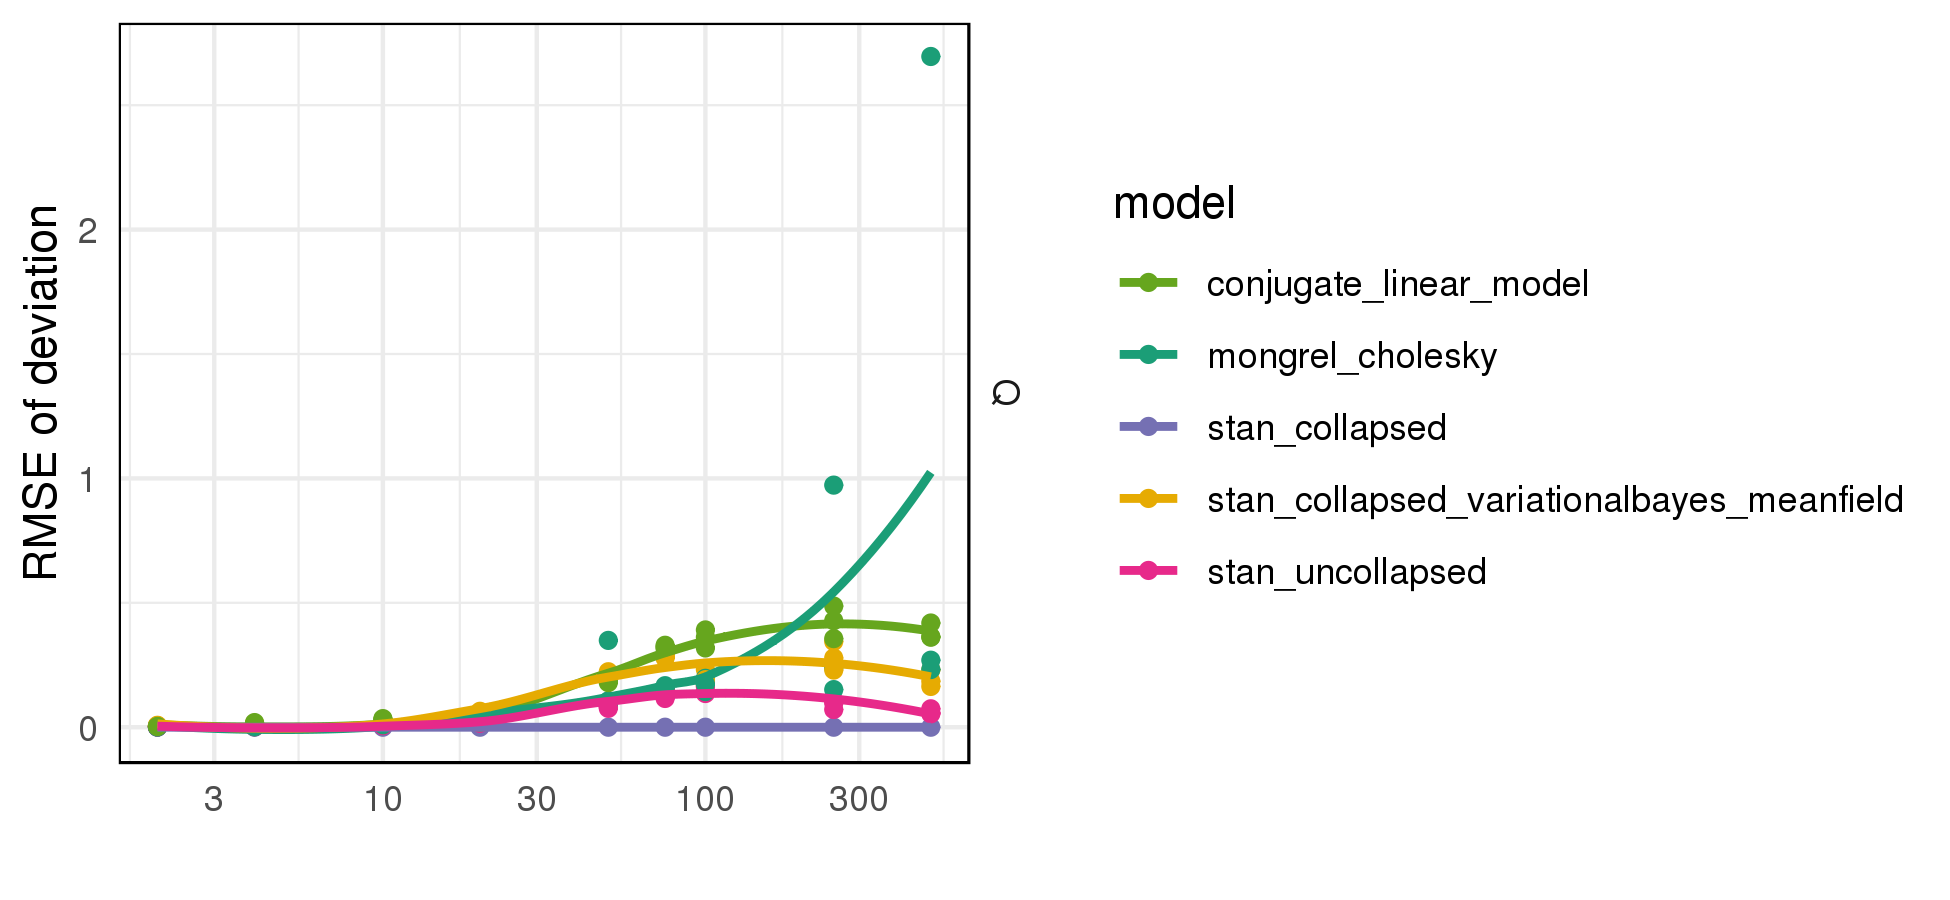 RMSE of deviation
2
1
0
3
10
30
100
300
Q
model
conjugate_linear_model
mongrel_cholesky
stan_collapsed
stan_collapsed_variationalbayes_meanfield
stan_uncollapsed